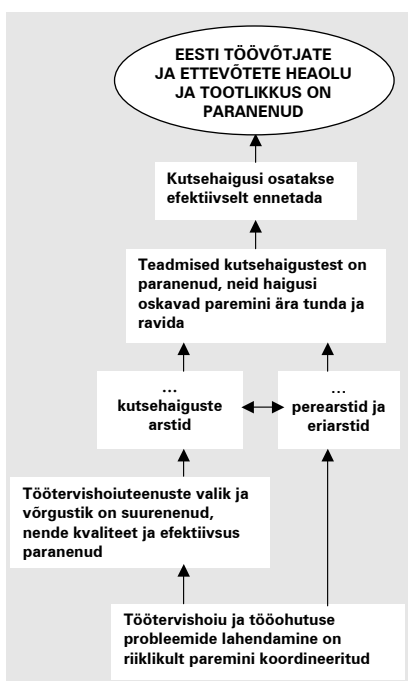 EESTI TÖÖVÕTJATE
JA ETTEVÕTETE HEAOLU
JA TOOTLIKKUS ON
PARANENUD
Kutsehaigusi osatakse
efektiivselt ennetada
Teadmised kutsehaigustest on
paranenud, neid haigusi
oskavad paremini ära tunda ja
ravida
...
kutsehaiguste
arstid
...
perearstid ja
eriarstid
Töötervishoiuteenuste valik ja
võrgustik on suurenenud,
nende kvaliteet ja efektiivsus
paranenud
Töötervishoiu ja tööohutuse
probleemide lahendamine on
riiklikult paremini koordineeritud